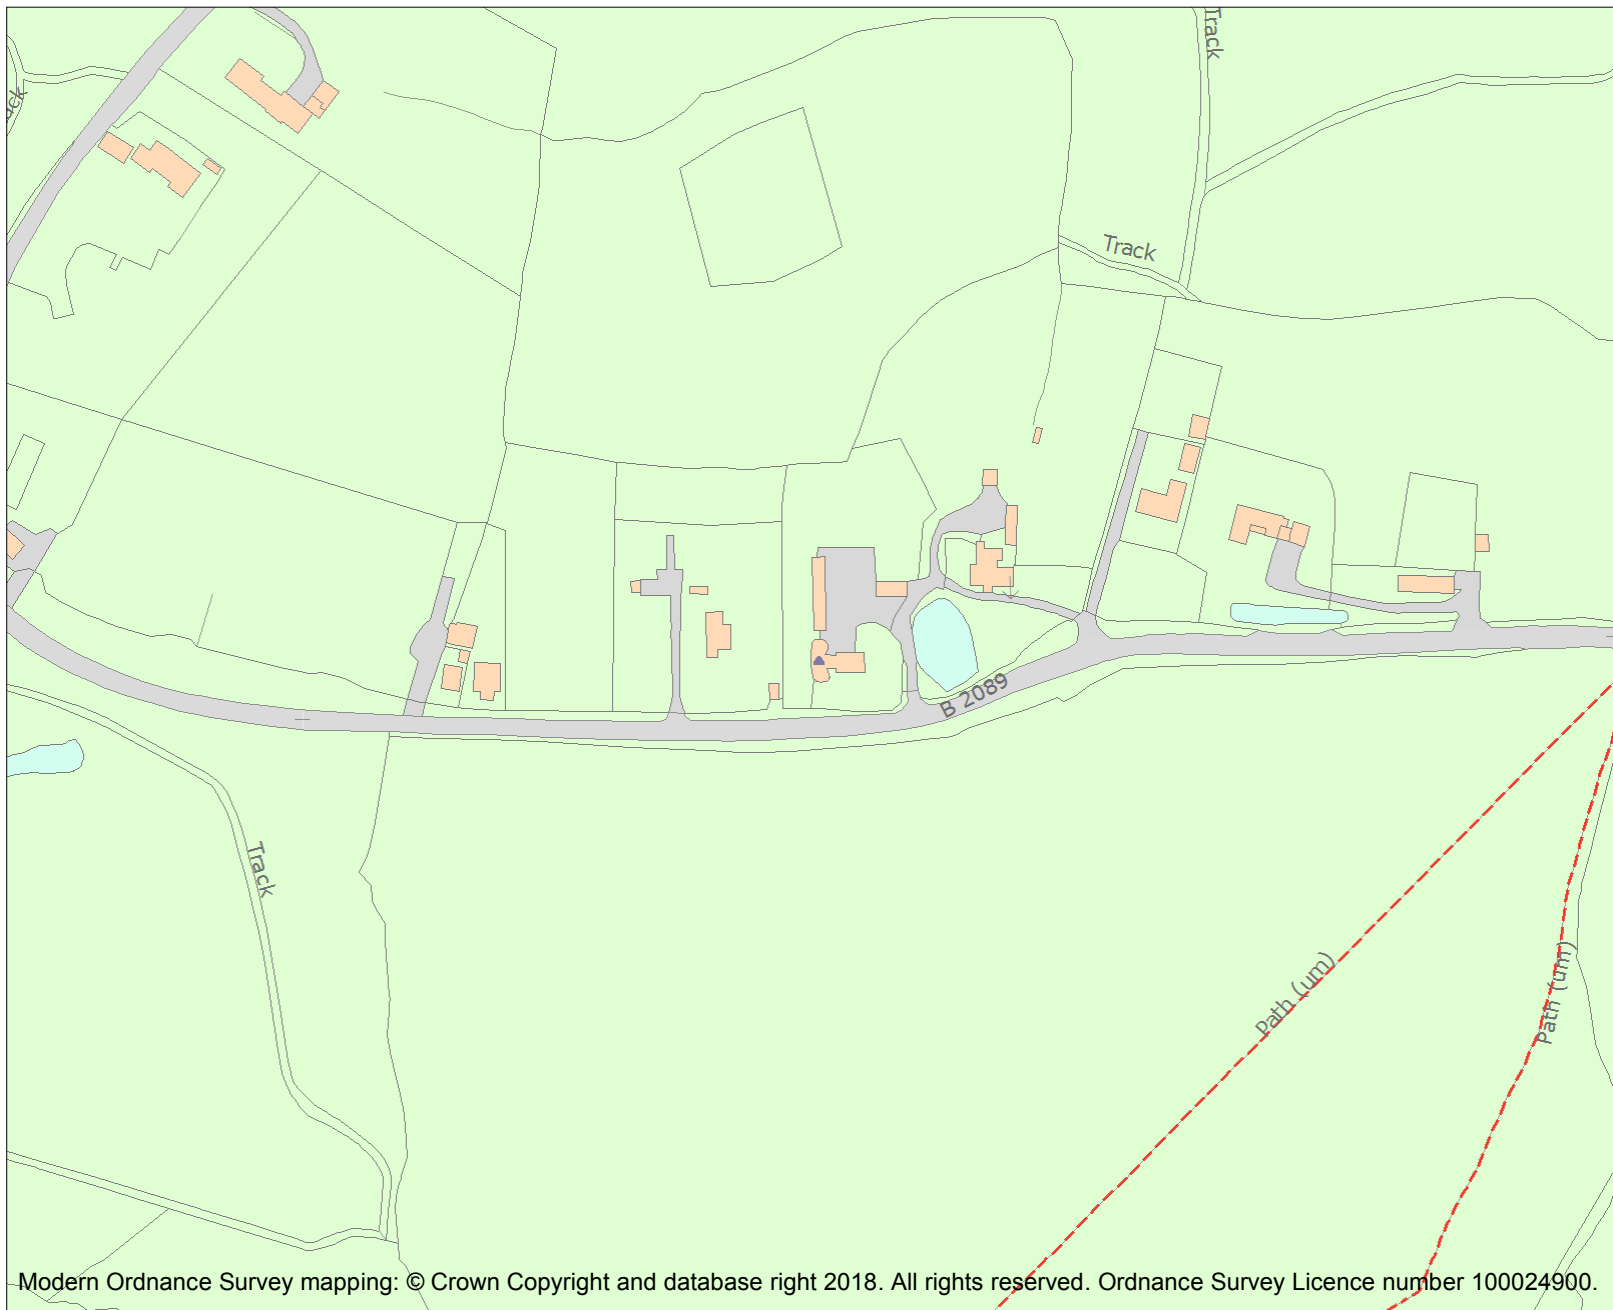 Track
Track
B 2089
Track
Path (um)
Path (um)
Modern Ordnance Survey mapping: © Crown Copyright and database right 2018. All rights reserved. Ordnance Survey Licence number 100024900.